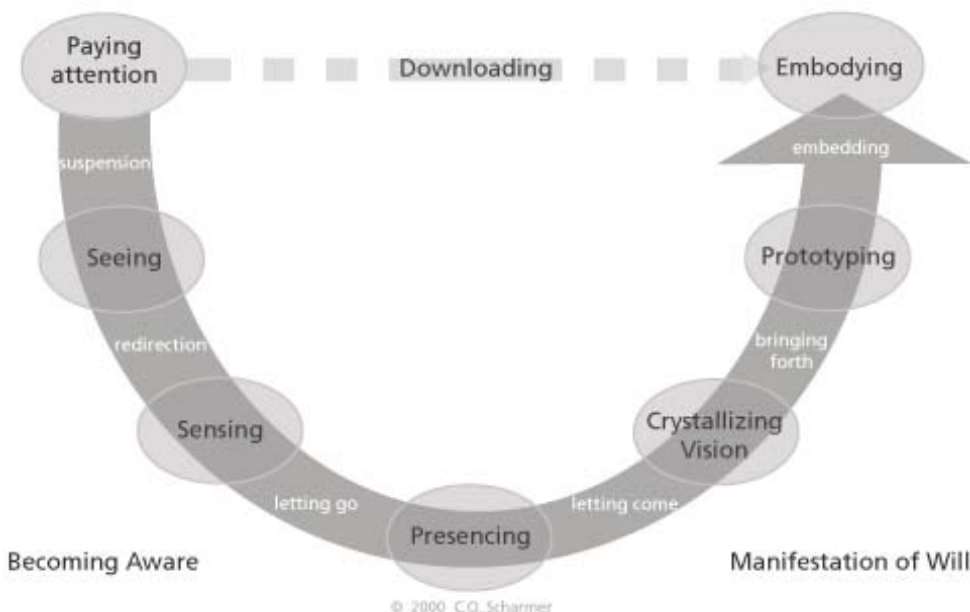 Paying
attention
Downloading
Embodying
suspension
embedding
Seeing
Prototyping
redirection
bringing
forth
Sensing
Crystallizing
Vision
letting go
letting come
Presencing
Becoming Aware
Manifestation of Will
© 2000 C.O. Scharmer